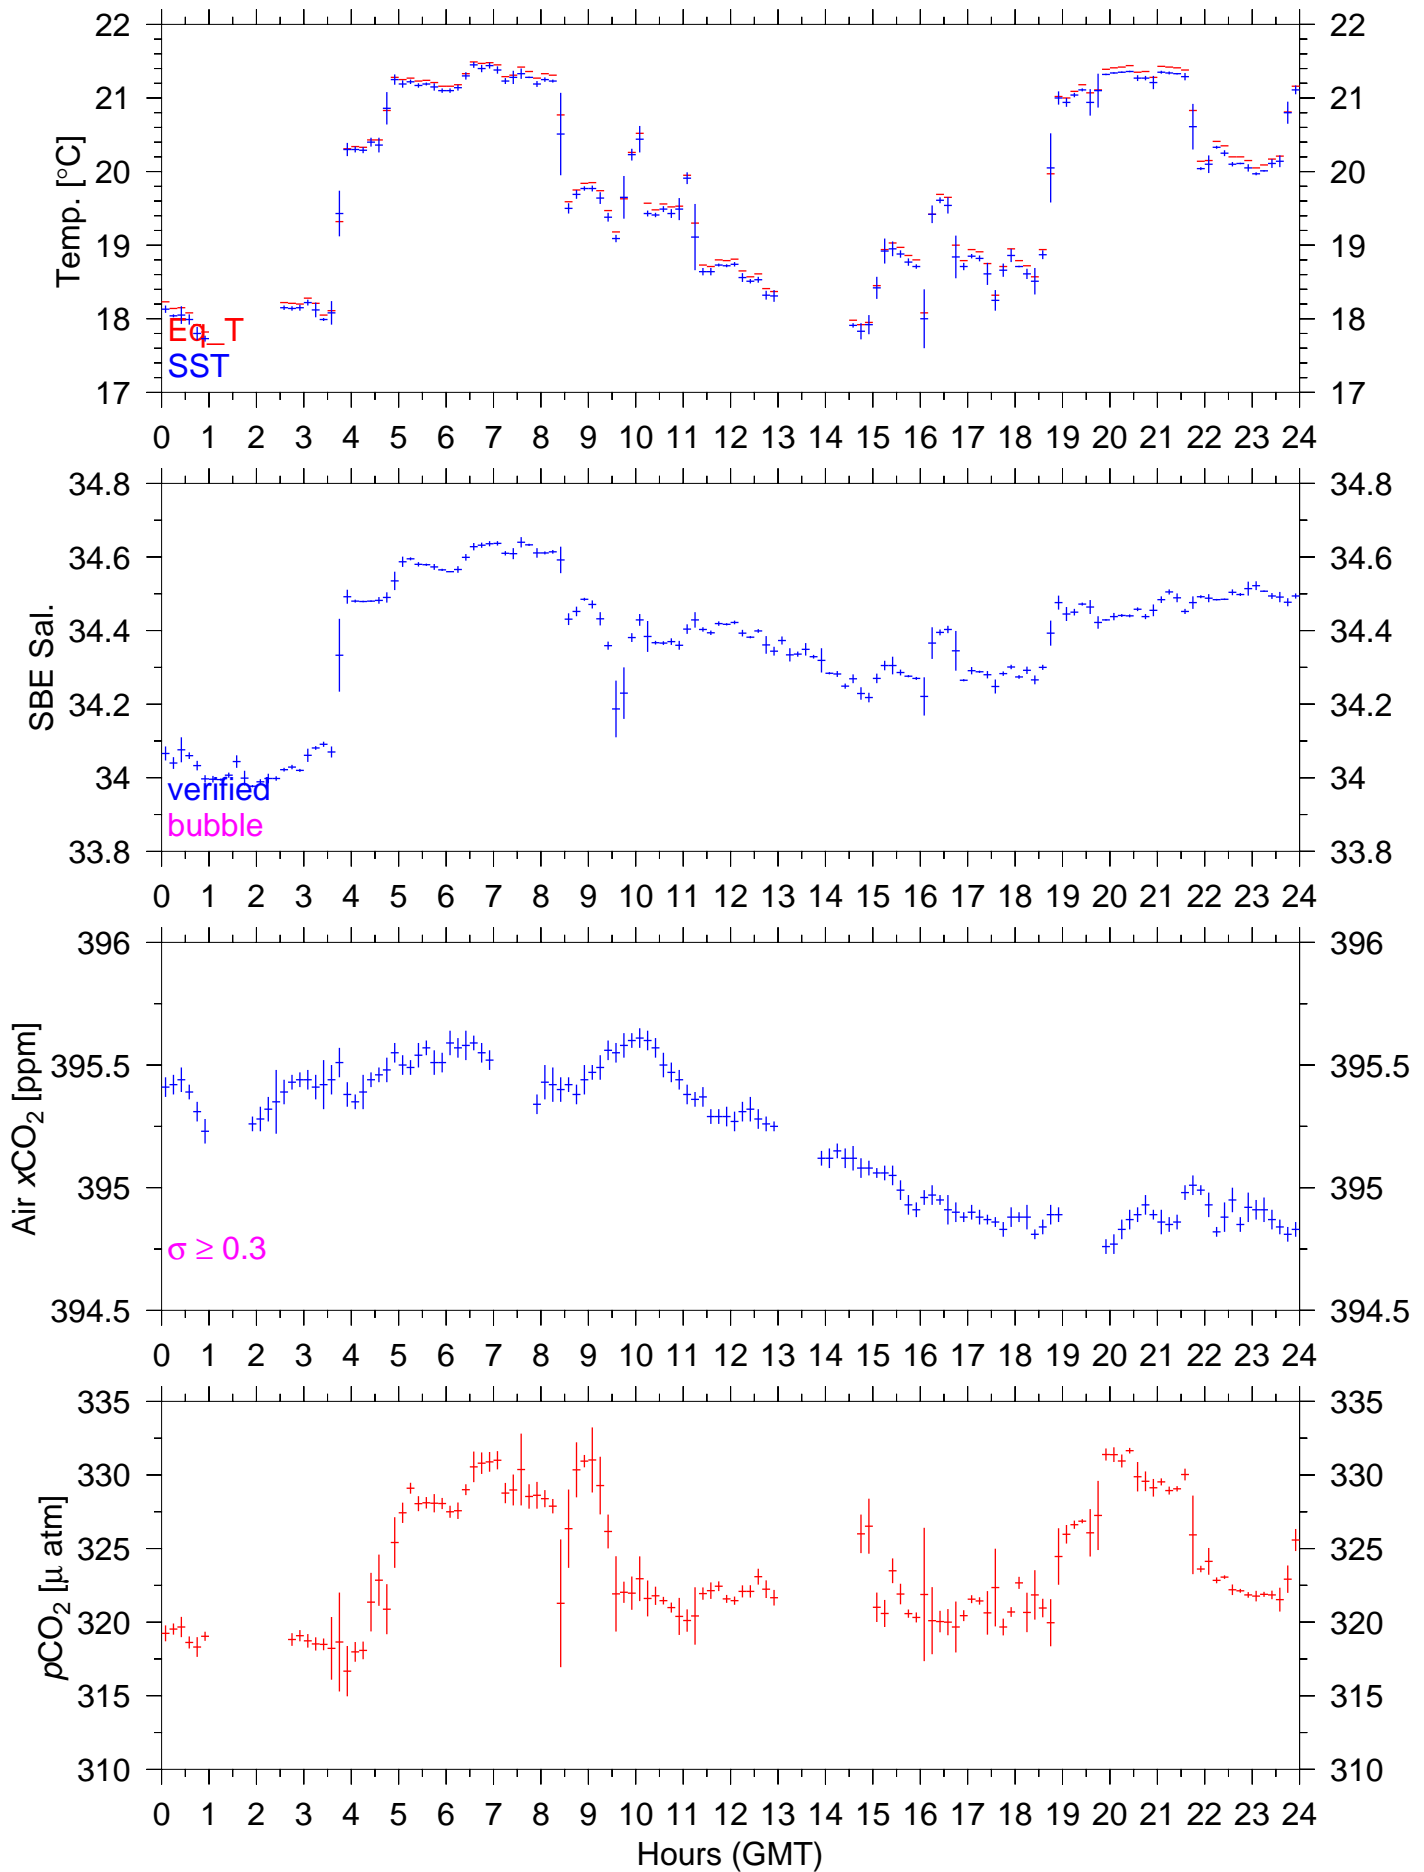 22 22
21 21
20 20
19 19
18 18
17 17
Temp. [°C]
Eq_T
SST
0 1 2 3 4 5 6 7 8 9 10 11 12 13 14 15 16 17 18 19 20 21 22 23 24
34.8 34.8
34.6 34.6
34.4 34.4
34.2 34.2
34 34
33.8 33.8
SBE Sal.
verified
bubble
0 1 2 3 4 5 6 7 8 9 10 11 12 13 14 15 16 17 18 19 20 21 22 23 24
396 396
395.5 395.5
395 395
394.5 394.5
Air xCO₂ [ppm]
σ ≥ 0.3
0 1 2 3 4 5 6 7 8 9 10 11 12 13 14 15 16 17 18 19 20 21 22 23 24
335 335
330 330
325 325
320 320
315 315
310 310
pCO₂ [µ atm]
0 1 2 3 4 5 6 7 8 9 10 11 12 13 14 15 16 17 18 19 20 21 22 23 24
Hours (GMT)